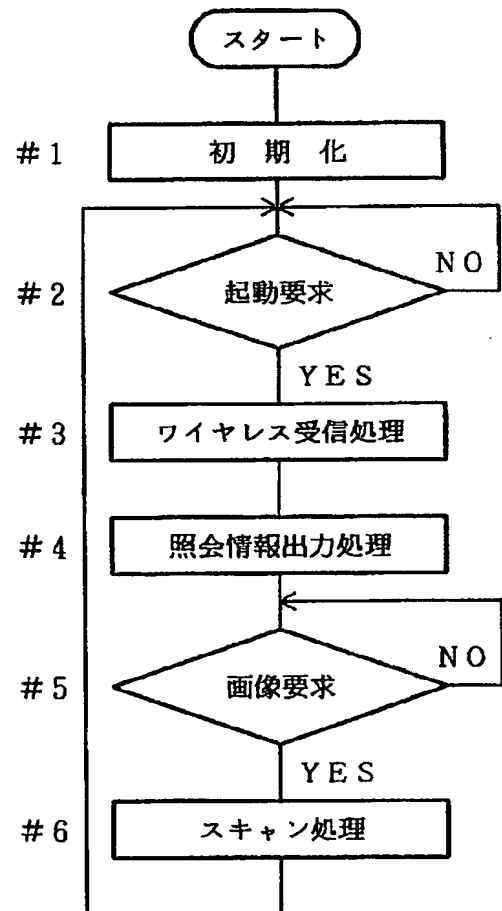 スタート
#1 初期化
NO
#2 起動要求
YES
#3 ワイヤレス受信処理
#4 照会情報出力処理
NO
#5 画像要求
YES
#6 スキャン処理